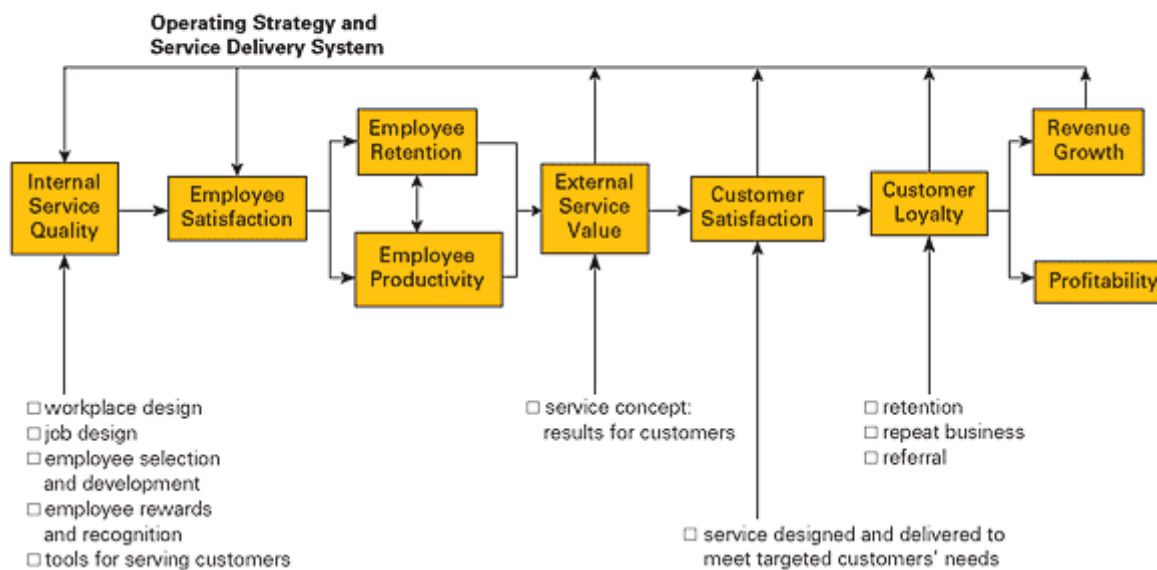 Operating Strategy and
Service Delivery System
Internal
Service
Quality
Employee
Satisfaction
Employee
Retention
Employee
Productivity
External
Service
Value
Customer
Satisfaction
Customer
Loyalty
Revenue
Growth
Profitability
☐ workplace design
☐ job design
☐ employee selection
and development
☐ employee rewards
and recognition
☐ tools for serving customers
☐ service concept:
results for customers
☐ service designed and delivered to
meet targeted customers' needs
☐ retention
☐ repeat business
☐ referral